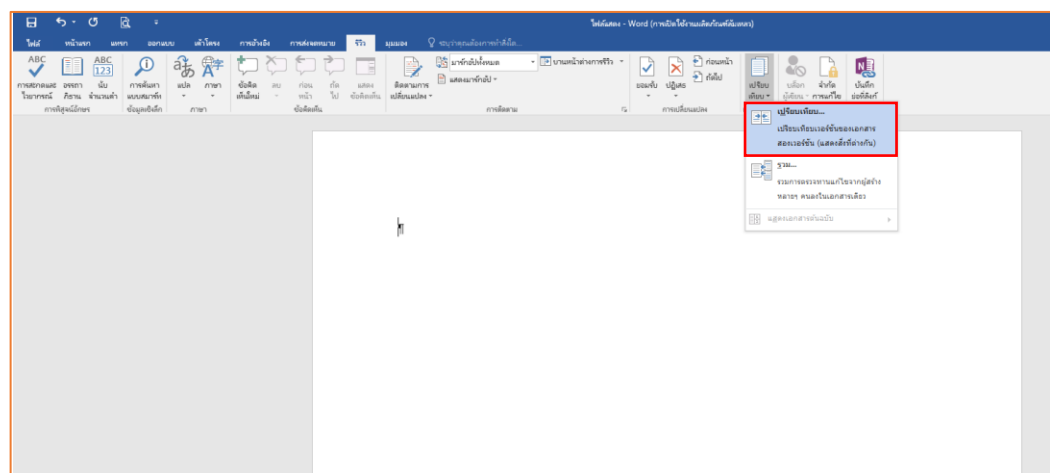 ไฟล์แสดง - Word (การเปิดใช้งานผลิตภัณฑ์ล้มเหลว)
ไฟล์ หน้าแรก แทรก ออกแบบ เค้าโครง การอ้างอิง การส่งจดหมาย รีวิว มุมมอง
ABC ABC 123
การสะกดและไวยากรณ์ อรรถาภิธาน นับจำนวนคำ การค้นหาแบบสมาร์ท แปล ภาษา ข้อคิดเห็นใหม่ ลบ ก่อนหน้า ถัดไป แสดงข้อคิดเห็น ติดตามการเปลี่ยนแปลง
มาร์กอัปทั้งหมด
แสดงมาร์กอัป
บานหน้าต่างการรีวิว
ยอมรับ ปฏิเสธ ก่อนหน้า
ถัดไป
เปรียบเทียบ บล็อกผู้เขียน จำกัดการแก้ไข บันทึกย่อที่ลิงก์
การพิสูจน์อักษร ข้อมูลเชิงลึก ภาษา ข้อคิดเห็น การติดตาม การเปลี่ยนแปลง
เปรียบเทียบ...
เปรียบเทียบเวอร์ชันของเอกสาร
สองเวอร์ชัน (แสดงสิ่งที่ต่างกัน)
รวม...
รวมการตรวจทานแก้ไขจากผู้สร้าง
หลายๆ คนลงในเอกสารเดียว
แสดงเอกสารต้นฉบับ